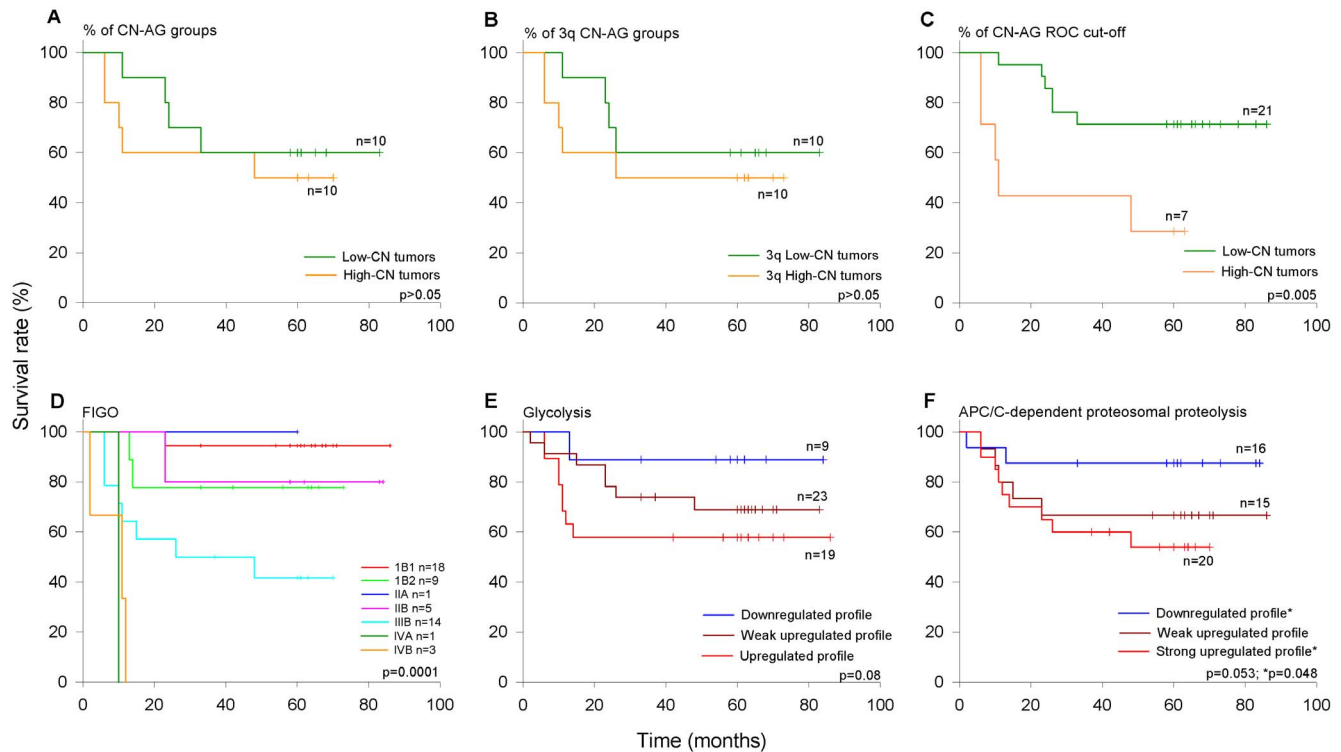 A
% of CN-AG groups
100
80
60
40
20
0
0
20
40
60
80
100
n=10
n=10
Low-CN tumors
High-CN tumors
p>0.05
B
% of 3q CN-AG groups
100
80
60
40
20
0
0
20
40
60
80
100
n=10
n=10
3q Low-CN tumors
3q High-CN tumors
p>0.05
C
% of CN-AG ROC cut-off
100
80
60
40
20
0
0
20
40
60
80
100
n=21
n=7
Low-CN tumors
High-CN tumors
p=0.005
Survival rate (%)
D
FIGO
100
80
60
40
20
0
0
20
40
60
80
100
1B1 n=18
1B2 n=9
IIA n=1
IIB n=5
IIIB n=14
IVA n=1
IVB n=3
p=0.0001
E
Glycolysis
100
80
60
40
20
0
0
20
40
60
80
100
n=9
n=23
n=19
Downregulated profile
Weak upregulated profile
Upregulated profile
p=0.08
F
APC/C-dependent proteosomal proteolysis
100
80
60
40
20
0
0
20
40
60
80
100
n=16
n=15
n=20
Downregulated profile*
Weak upregulated profile
Strong upregulated profile*
p=0.053; *p=0.048
Time (months)